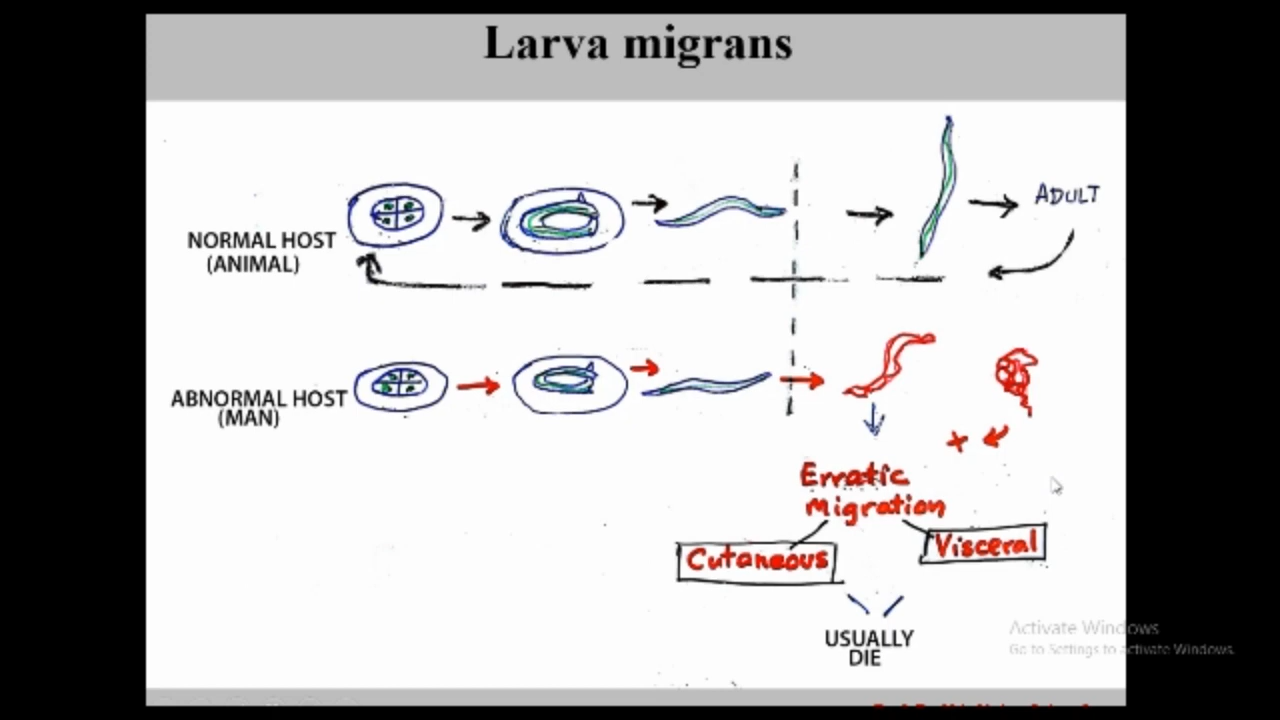 Larva migrans
ADULT
NORMAL HOST
(ANIMAL)
ABNORMAL HOST
(MAN)
Erratic
Migration
Cutaneous
Visceral
USUALLY
DIE
Activate Windows
Go to Settings to activate Windows.